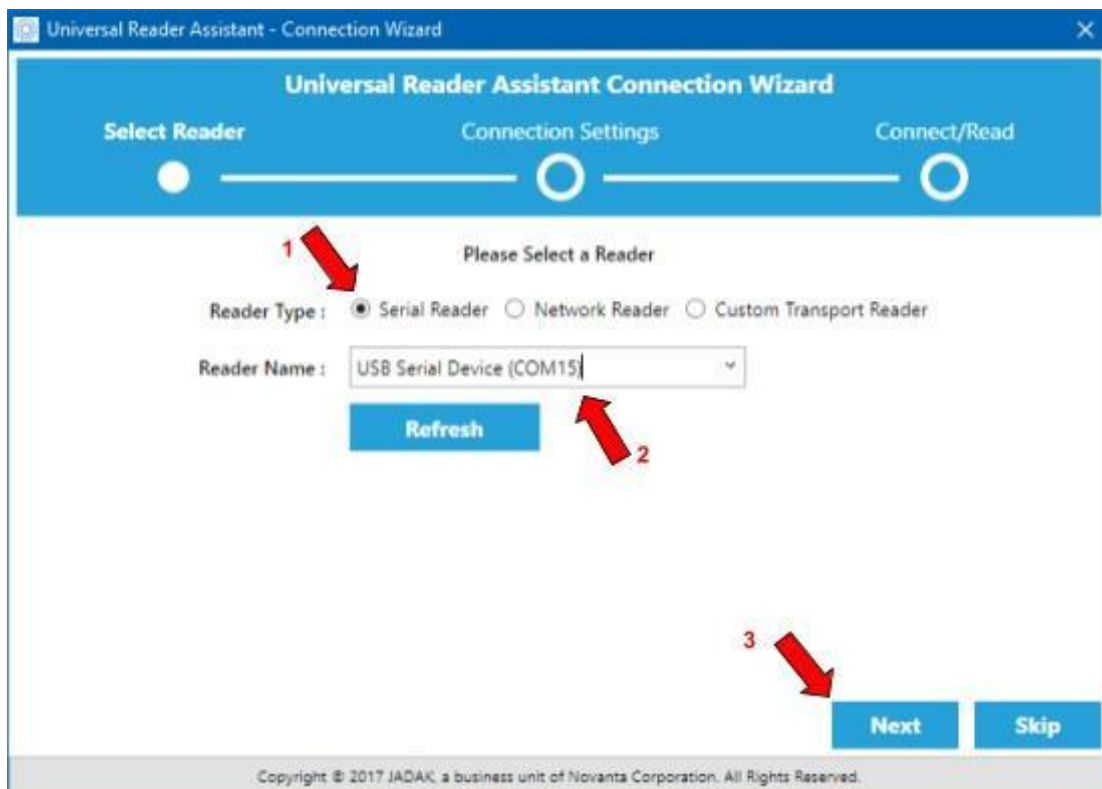 Universal Reader Assistant - Connection Wizard
Universal Reader Assistant Connection Wizard
Select Reader Connection Settings Connect/Read
1
Please Select a Reader
Reader Type : Serial Reader Network Reader Custom Transport Reader
Reader Name : USB Serial Device (COM15)
Refresh
2
3
Next Skip
Copyright © 2017 JADAK, a business unit of Novanta Corporation. All Rights Reserved.